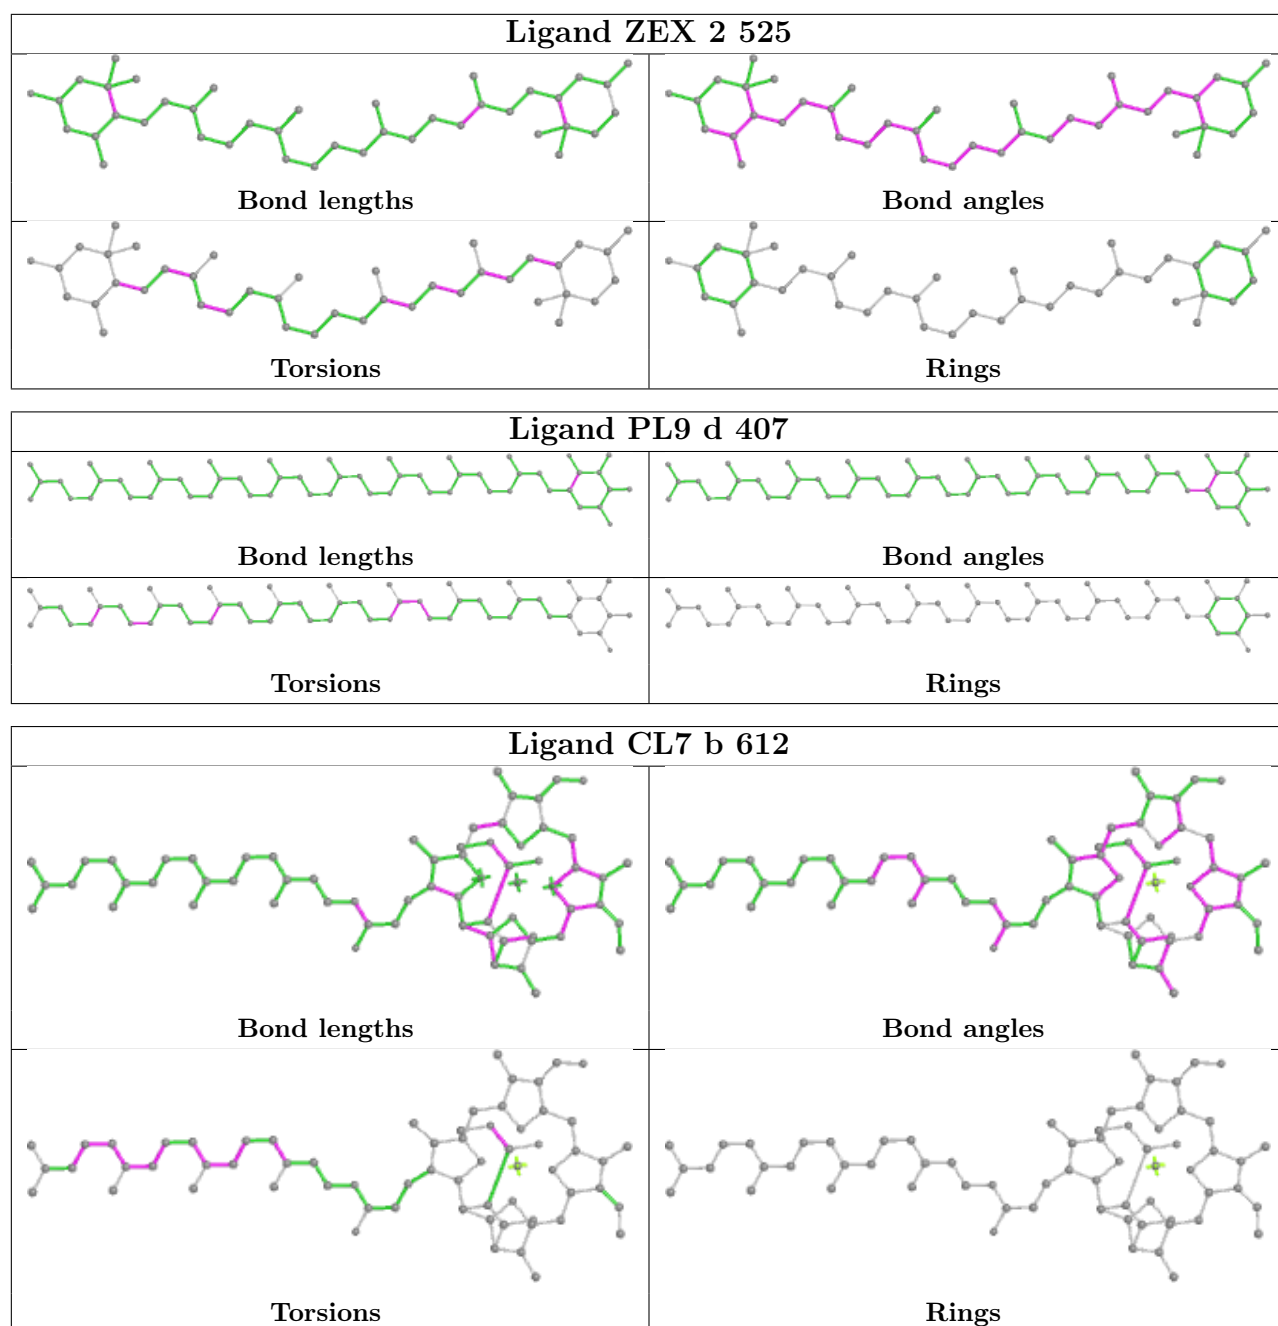 Ligand ZEX 2 525
Bond lengths
Bond angles
Torsions
Rings
Ligand PL9 d 407
Bond lengths
Bond angles
Torsions
Rings
Ligand CL7 b 612
Bond lengths
Bond angles
Torsions
Rings